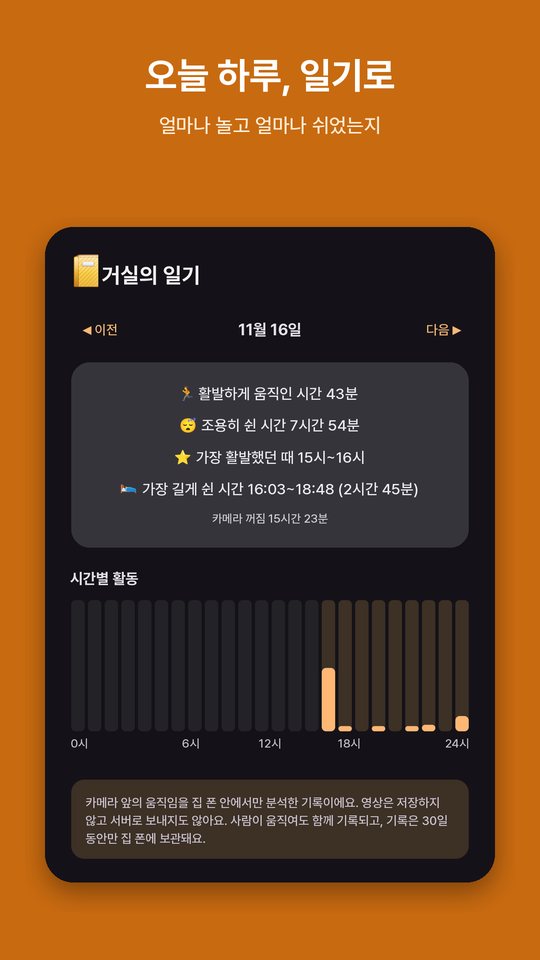 오늘 하루, 일기로
얼마나 놀고 얼마나 쉬었는지
📔거실의 일기
◀ 이전
11월 16일
다음 ▶
🏃 활발하게 움직인 시간 43분
😴 조용히 쉰 시간 7시간 54분
⭐ 가장 활발했던 때 15시~16시
🛌 가장 길게 쉰 시간 16:03~18:48 (2시간 45분)
카메라 꺼짐 15시간 23분
시간별 활동
0시 6시 12시 18시 24시
카메라 앞의 움직임을 집 폰 안에서만 분석한 기록이에요. 영상은 저장하지
않고 서버로 보내지도 않아요. 사람이 움직여도 함께 기록되고, 기록은 30일
동안만 집 폰에 보관돼요.